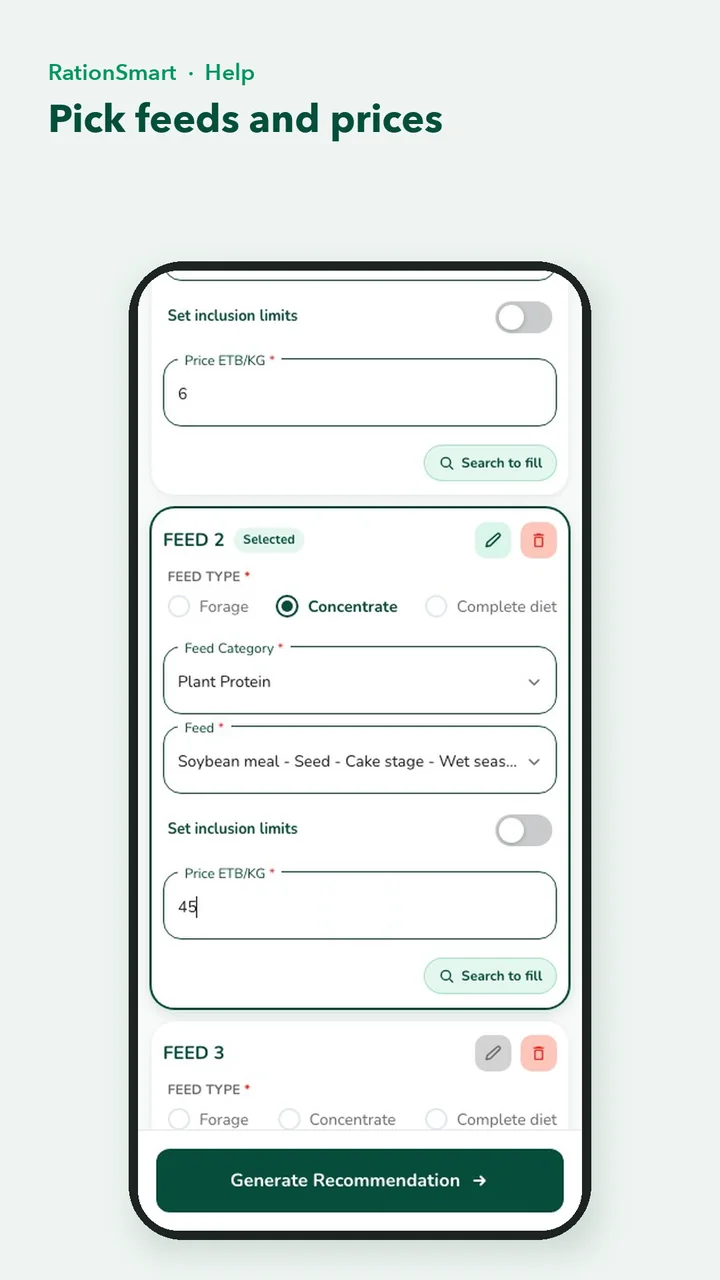 RationSmart · Help
Pick feeds and prices
Set inclusion limits
Price ETB/KG *
6
Search to fill
FEED 2 Selected
FEED TYPE *
Forage Concentrate Complete diet
Feed Category *
Plant Protein
Feed *
Soybean meal - Seed - Cake stage - Wet seas...
Set inclusion limits
Price ETB/KG *
45
Search to fill
FEED 3
FEED TYPE *
Forage Concentrate Complete diet
Generate Recommendation →